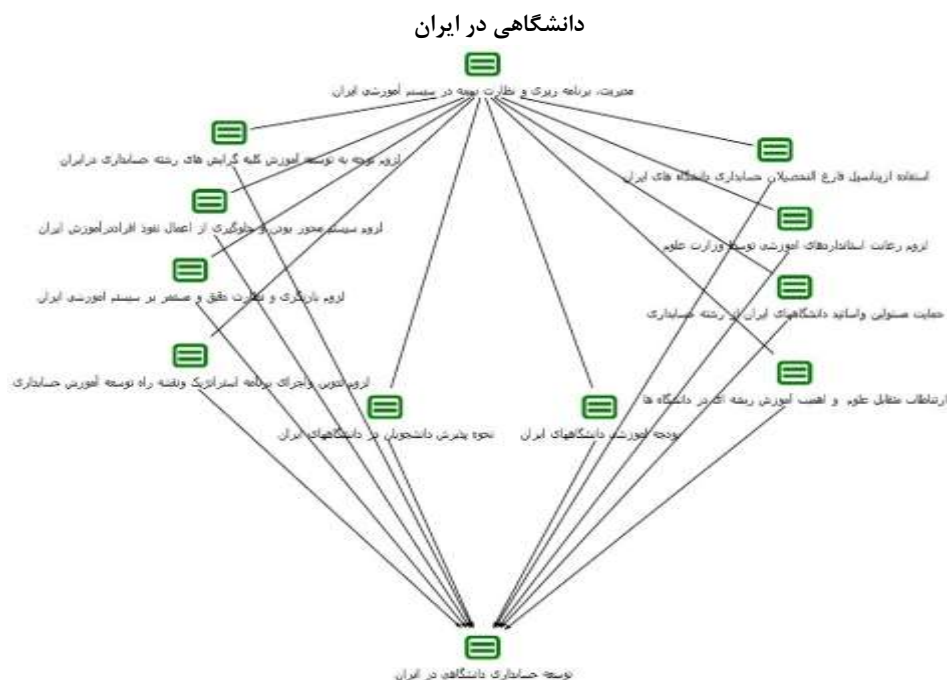 دانشگاهی در ایران
مدیریت، برنامه ریزی و نظارت بهینه در سیستم آموزشی ایران
لزوم توجه به توسعه آموزش کلیه گرایش های رشته حسابداری درایران
استفاده ازپتانسیل فارغ التحصیلان حسابداری دانشگاه های ایران
لزوم سیستم محور بودن و جلوگیری از اعمال نفوذ افراددرآموزش ایران
لزوم رعایت استانداردهای آموزشی توسط وزارت علوم
لزوم بازنگری و نظارت دقیق و مستمر بر سیستم آموزشی ایران
حمایت مسئولین واساتید دانشگاههای ایران از رشته حسابداری
لزوم تدوین واجرای برنامه استراتژیک ونقشه راه توسعه آموزش حسابداری
ارتباطات متقابل علوم و اهمیت آموزش ریشه ای در دانشگاه ها
نحوه پذیرش دانشجویان در دانشگاههای ایران
بودجه آموزشی دانشگاههای ایران
توسعه حسابداری دانشگاهی در ایران